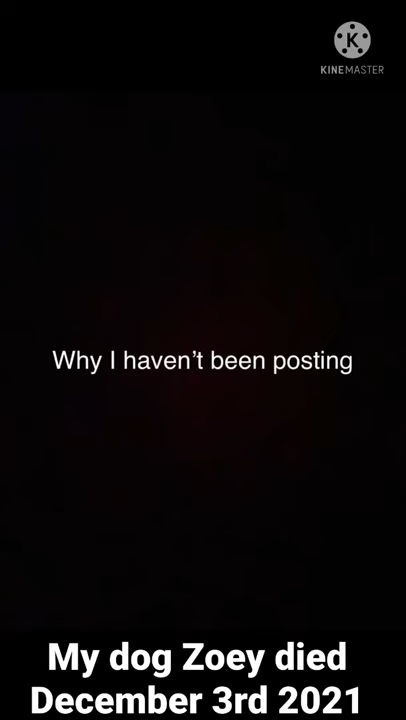 KINEMASTER
Why I haven’t been posting
My dog Zoey died
December 3rd 2021